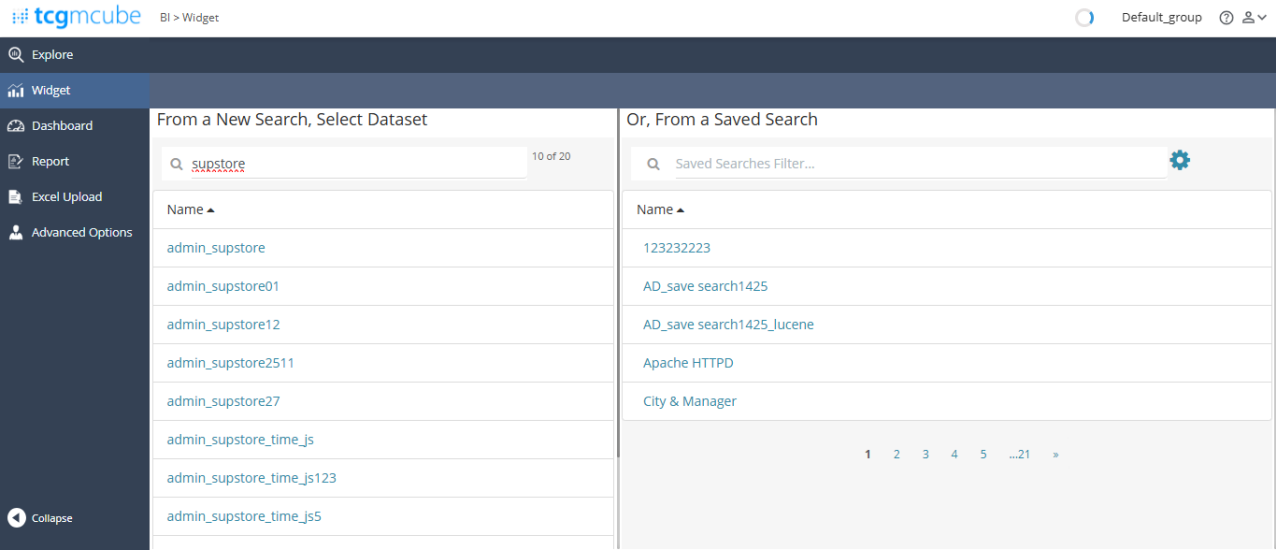 tcgmcube
BI > Widget
Default_group
Explore
Widget
Dashboard
Report
Excel Upload
Advanced Options
Collapse
From a New Search, Select Dataset
supstore
10 of 20
Name
admin_supstore
admin_supstore01
admin_supstore12
admin_supstore2511
admin_supstore27
admin_supstore_time_js
admin_supstore_time_js123
admin_supstore_time_js5
Or, From a Saved Search
Saved Searches Filter...
Name
123232223
AD_save search1425
AD_save search1425_lucene
Apache HTTPD
City & Manager
1 2 3 4 5 ...21 »